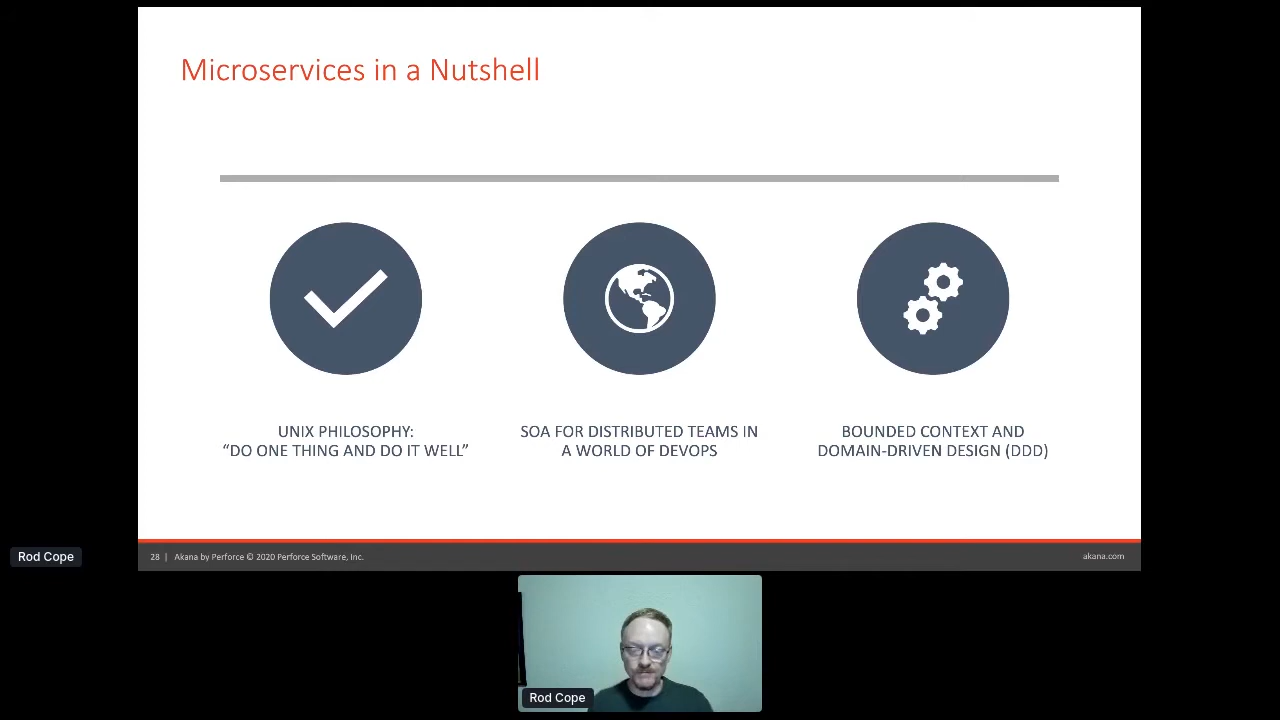 Microservices in a Nutshell
UNIX PHILOSOPHY:
“DO ONE THING AND DO IT WELL”
SOA FOR DISTRIBUTED TEAMS IN
A WORLD OF DEVOPS
BOUNDED CONTEXT AND
DOMAIN-DRIVEN DESIGN (DDD)
Rod Cope
28 | Akana by Perforce © 2020 Perforce Software, Inc.
akana.com
Rod Cope